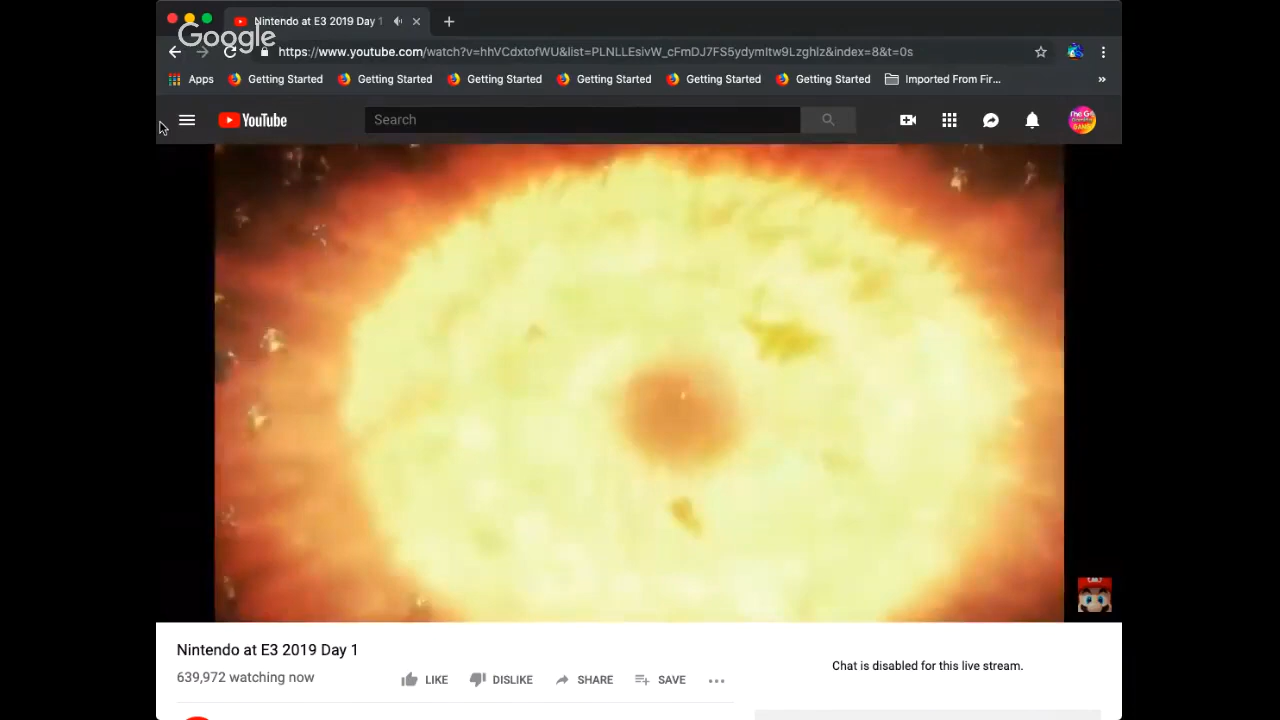 Nintendo at E3 2019 Day 1
Google
https://www.youtube.com/watch?v=hhVCdxtofWU&list=PLNLLEsivW_cFmDJ7FS5ydymItw9Lzghlz&index=8&t=0s
Apps Getting Started Getting Started Getting Started Getting Started Getting Started Getting Started Imported From Fir... »
YouTube Search
Nintendo at E3 2019 Day 1
639,972 watching now
LIKE DISLIKE SHARE SAVE ...
Chat is disabled for this live stream.